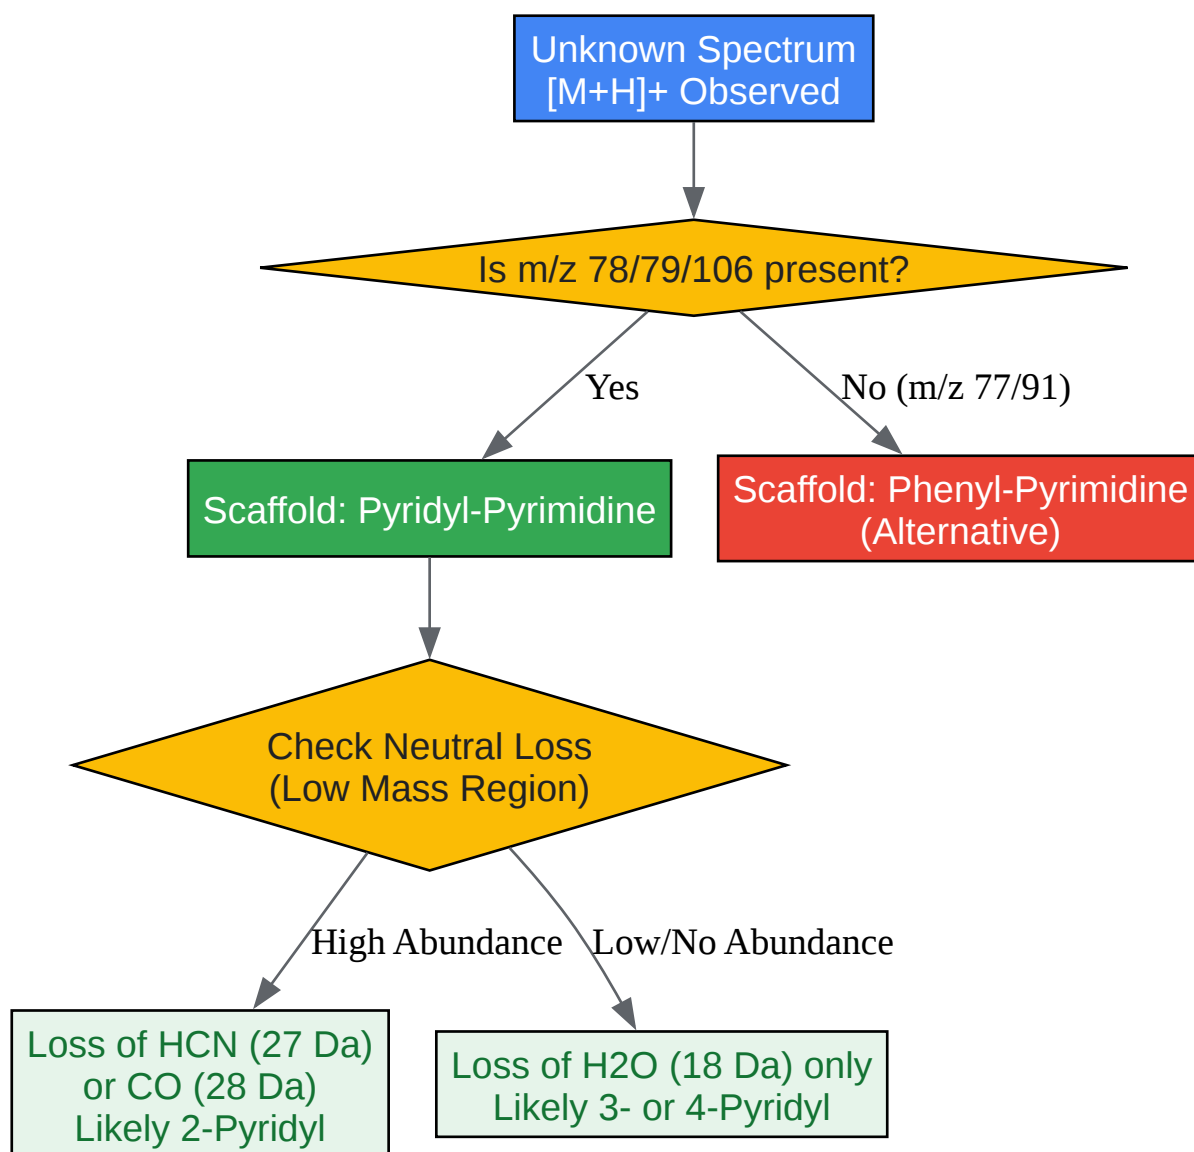 Unknown Spectrum
[M+H]+ Observed
Is m/z 78/79/106 present?
Yes
No (m/z 77/91)
Scaffold: Pyridyl-Pyrimidine
Scaffold: Phenyl-Pyrimidine
(Alternative)
Check Neutral Loss
(Low Mass Region)
High Abundance
Low/No Abundance
Loss of HCN (27 Da)
or CO (28 Da)
Likely 2-Pyridyl
Loss of H2O (18 Da) only
Likely 3- or 4-Pyridyl